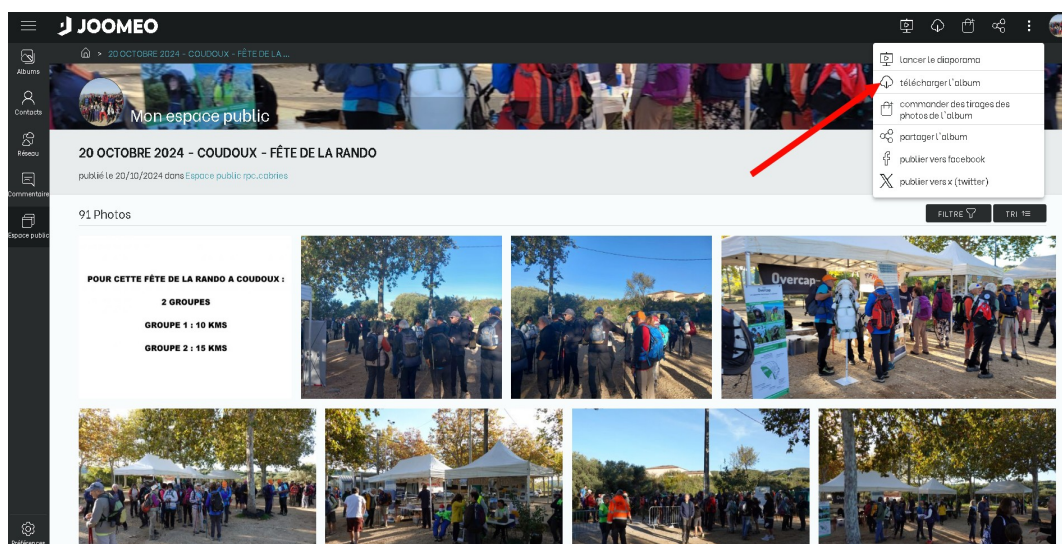 JOOMEO
> 20 OCTOBRE 2024 - COUDOUX - FÊTE DE LA ...
Albums
Contacts
Réseau
Commentaire
Espace public
Préférences
lancer le diaporama
télécharger l'album
commander des tirages des
photos de l'album
partager l'album
publier vers facebook
publier vers x (twitter)
Mon espace public
20 OCTOBRE 2024 - COUDOUX - FÊTE DE LA RANDO
publié le 20/10/2024 dans Espace public rpc.cabries
91 Photos
FILTRE
TRI
POUR CETTE FÊTE DE LA RANDO A COUDOUX :
2 GROUPES
GROUPE 1 : 10 KMS
GROUPE 2 : 15 KMS
Overcap